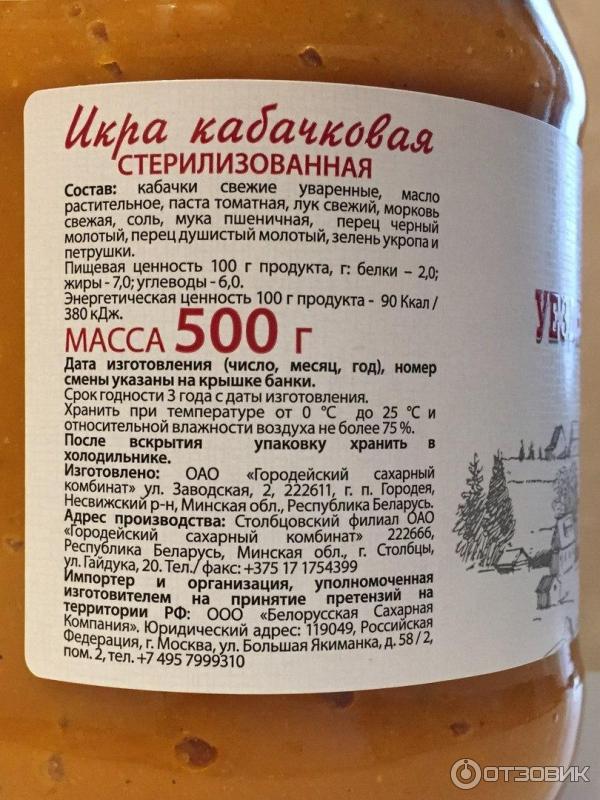 Икра кабачковая
СТЕРИЛИЗОВАННАЯ
Состав: кабачки свежие уваренные, масло
растительное, паста томатная, лук свежий, морковь
свежая, соль, мука пшеничная, перец черный
молотый, перец душистый молотый, зелень укропа и
петрушки.
Пищевая ценность 100 г продукта, г: белки – 2,0;
жиры - 7,0; углеводы - 6,0.
Энергетическая ценность 100 г продукта - 90 Ккал /
380 кДж.
МАССА 500 г
Дата изготовления (число, месяц, год), номер
смены указаны на крышке банки.
Срок годности 3 года с даты изготовления.
Хранить при температуре от 0 °С до 25 °С и
относительной влажности воздуха не более 75 %.
После вскрытия упаковку хранить в
холодильнике.
Изготовлено: ОАО «Городейский сахарный
комбинат» ул. Заводская, 2, 222611, г. п. Городея,
Несвижский р-н, Минская обл., Республика Беларусь.
Адрес производства: Столбцовский филиал ОАО
«Городейский сахарный комбинат» 222666,
Республика Беларусь, Минская обл., г. Столбцы,
ул. Гайдука, 20. Тел./ факс: +375 17 1754399
Импортер и организация, уполномоченная
изготовителем на принятие претензий на
территории РФ: ООО «Белорусская Сахарная
Компания». Юридический адрес: 119049, Российская
Федерация, г. Москва, ул. Большая Якиманка, д. 58 / 2,
пом. 2, тел. +7 495 7999310
ОТЗОВИК